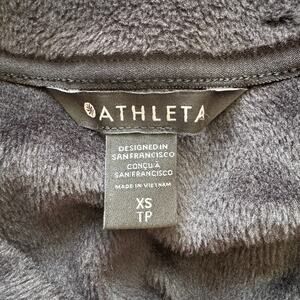 ATHLETA
DESIGNED IN
SAN FRANCISCO
CONÇU À
SAN FRANCISCO
MADE IN VIETNAM
XS
TP